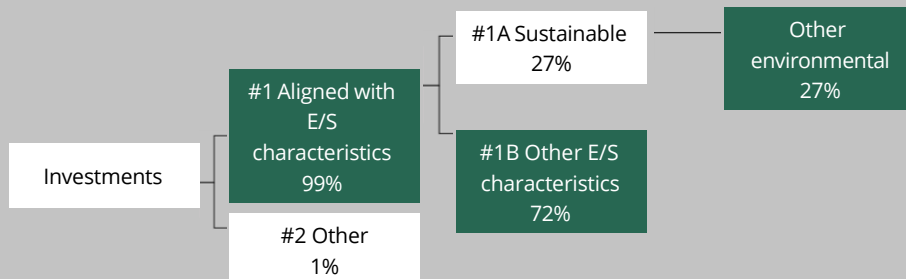 Investments
#1 Aligned with
E/S
characteristics
99%
#2 Other
1%
#1A Sustainable
27%
#1B Other E/S
characteristics
72%
Other
environmental
27%